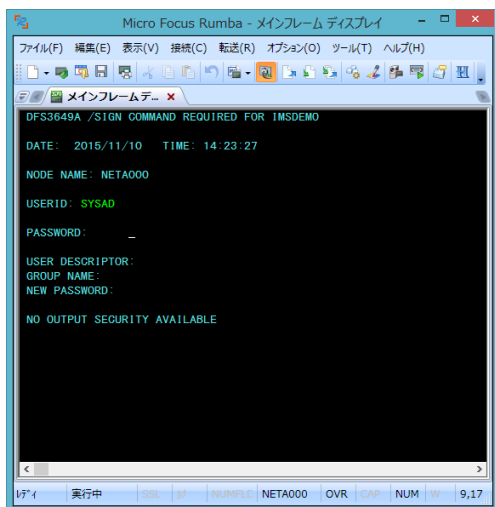 Micro Focus Rumba - メインフレーム ディスプレイ
ファイル(F) 編集(E) 表示(V) 接続(C) 転送(R) オプション(O) ツール(T) ヘルプ(H)
メインフレームデ...
DFS3649A /SIGN COMMAND REQUIRED FOR IMSDEMO
DATE: 2015/11/10 TIME: 14:23:27
NODE NAME: NETA000
USERID: SYSAD
PASSWORD: _
USER DESCRIPTOR:
GROUP NAME:
NEW PASSWORD:
NO OUTPUT SECURITY AVAILABLE
ﾚﾃﾞｨ 実行中 SSL NUMFLD NETA000 OVR CAP NUM W 9,17